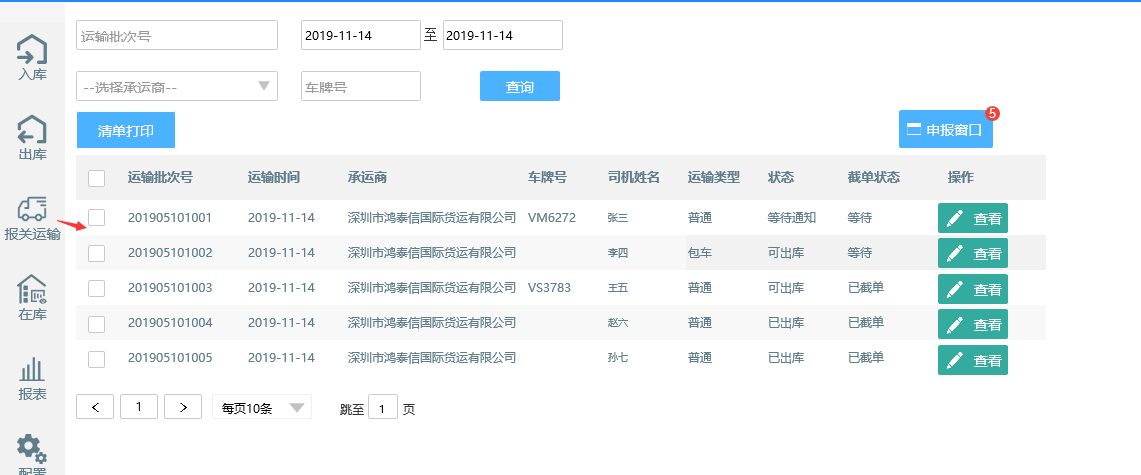 运输批次号 2019-11-14 至 2019-11-14
--选择承运商-- 车牌号 查询
清单打印 申报窗口 5
入库
出库
报关运输
在库
报表
配置
运输批次号 运输时间 承运商 车牌号 司机姓名 运输类型 状态 截单状态 操作
201905101001 2019-11-14 深圳市鸿泰信国际货运有限公司 VM6272 张三 普通 等待通知 等待 查看
201905101002 2019-11-14 深圳市鸿泰信国际货运有限公司 李四 包车 可出库 等待 查看
201905101003 2019-11-14 深圳市鸿泰信国际货运有限公司 VS3783 王五 普通 可出库 已截单 查看
201905101004 2019-11-14 深圳市鸿泰信国际货运有限公司 赵六 普通 已出库 已截单 查看
201905101005 2019-11-14 深圳市鸿泰信国际货运有限公司 孙七 普通 已出库 已截单 查看
< 1 > 每页10条 跳至 1 页